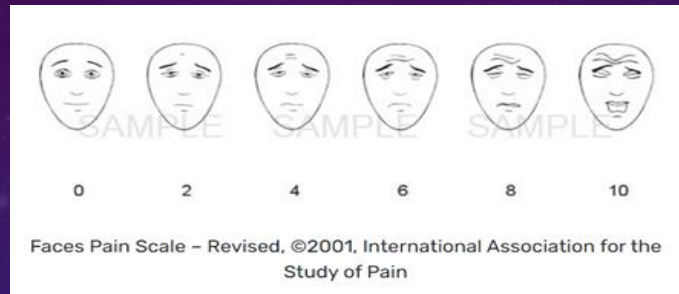 SAMPLE SAMPLE SAMPLE
0 2 4 6 8 10
Faces Pain Scale – Revised, ©2001, International Association for the
Study of Pain